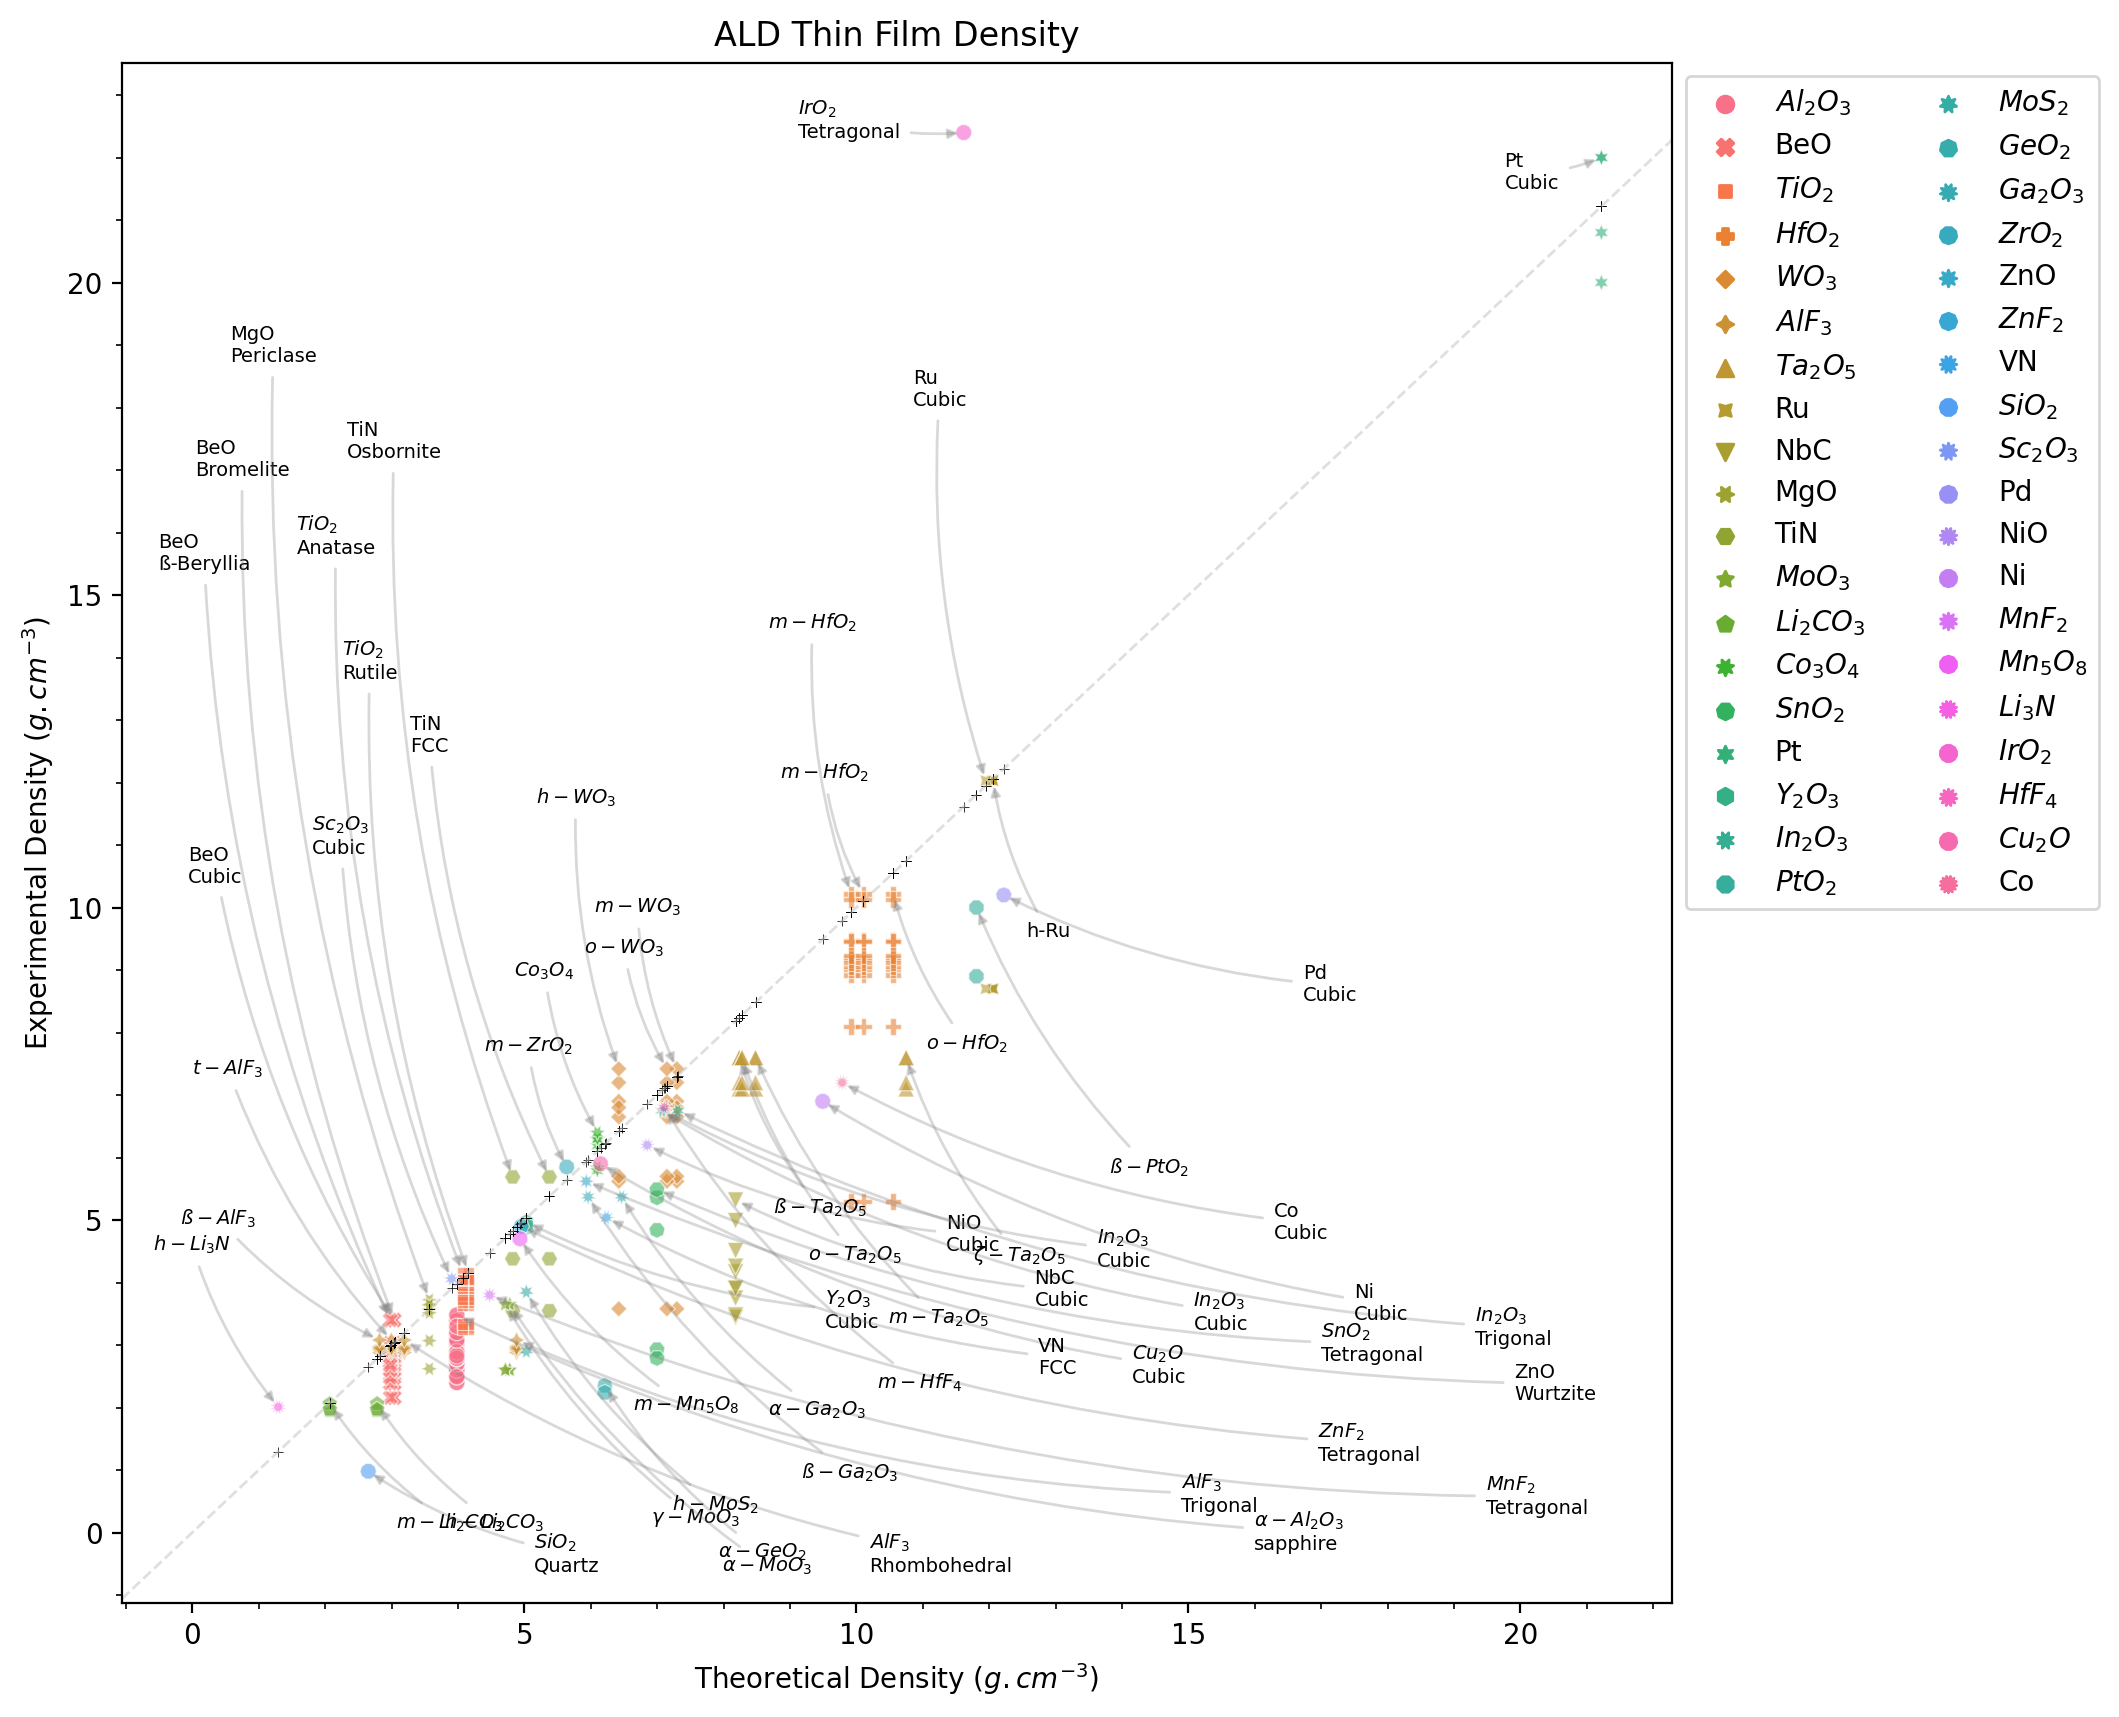 ALD Thin Film Density
IrO₂
Tetragonal
Pt
Cubic
MgO
Periclase
Ru
Cubic
TiN
Osbornite
BeO
Bromelite
TiO₂
Anatase
BeO
ß-Beryllia
m − HfO₂
TiO₂
Rutile
TiN
FCC
m − HfO₂
h − WO₃
Sc₂O₃
Cubic
BeO
Cubic
m − WO₃
h-Ru
o − WO₃
Co₃O₄
Pd
Cubic
m − ZrO₂
o − HfO₂
t − AlF₃
ß − PtO₂
ß − Ta₂O₅
ß − AlF₃
h − Li₃N
NiO
Cubic
Co
Cubic
o − Ta₂O₅
ζ − Ta₂O₅
In₂O₃
Cubic
NbC
Cubic
Ni
Cubic
Y₂O₃
Cubic
m − Ta₂O₅
In₂O₃
Cubic
In₂O₃
Trigonal
SnO₂
Tetragonal
VN
FCC
Cu₂O
Cubic
ZnO
Wurtzite
m − HfF₄
m − Mn₅O₈
α − Ga₂O₃
ZnF₂
Tetragonal
ß − Ga₂O₃
AlF₃
Trigonal
MnF₂
Tetragonal
h − MoS₂
γ − MoO₃
m − Li₂CO₃
h − Li₂CO₃
α − Al₂O₃
sapphire
SiO₂
Quartz
α − GeO₂
α − MoO₃
AlF₃
Rhombohedral
20
15
10
5
0
Experimental Density (g.cm⁻³)
0 5 10 15 20
Theoretical Density (g.cm⁻³)
Al₂O₃
BeO
TiO₂
HfO₂
WO₃
AlF₃
Ta₂O₅
Ru
NbC
MgO
TiN
MoO₃
Li₂CO₃
Co₃O₄
SnO₂
Pt
Y₂O₃
In₂O₃
PtO₂
MoS₂
GeO₂
Ga₂O₃
ZrO₂
ZnO
ZnF₂
VN
SiO₂
Sc₂O₃
Pd
NiO
Ni
MnF₂
Mn₅O₈
Li₃N
IrO₂
HfF₄
Cu₂O
Co